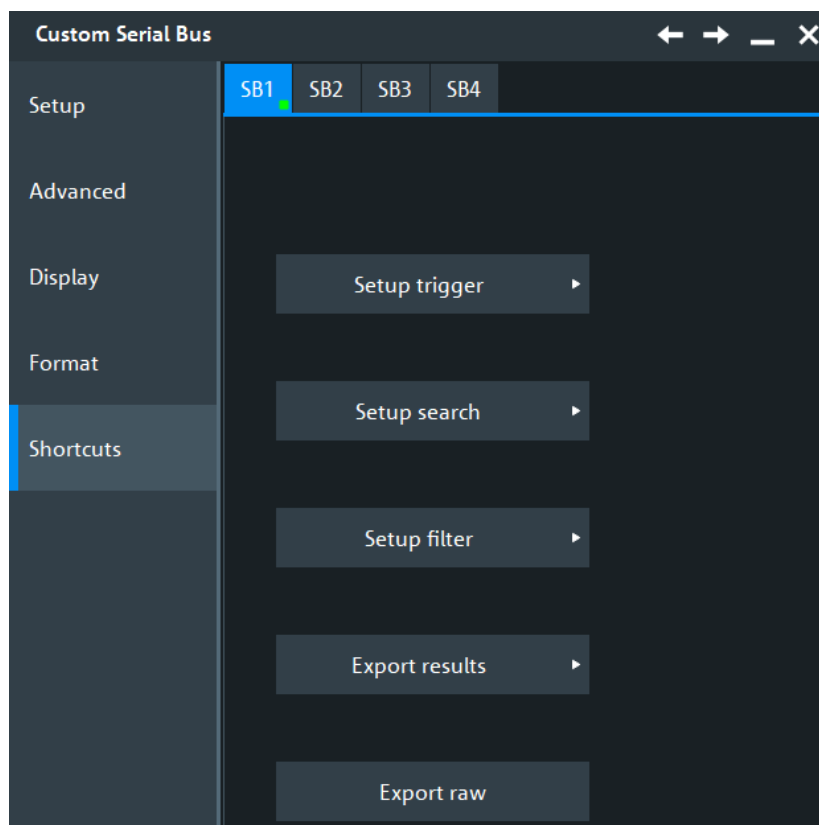 Custom Serial Bus
SB1 SB2 SB3 SB4
Setup
Advanced
Display
Format
Shortcuts
Setup trigger
Setup search
Setup filter
Export results
Export raw